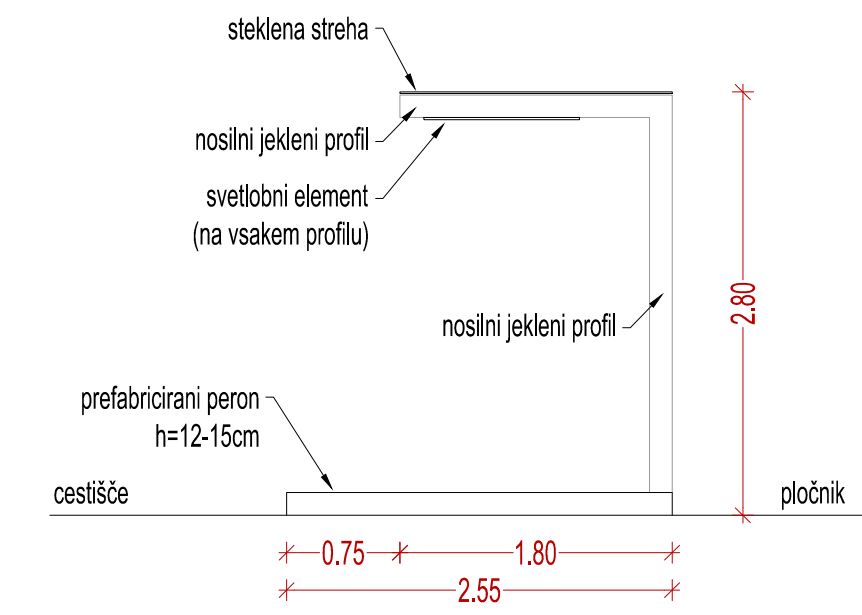 steklena streha
nosilni jekleni profil
svetlobni element
(na vsakem profilu)
nosilni jekleni profil
2.80
prefabricirani peron
h=12-15cm
cestišče
pločnik
0.75
1.80
2.55